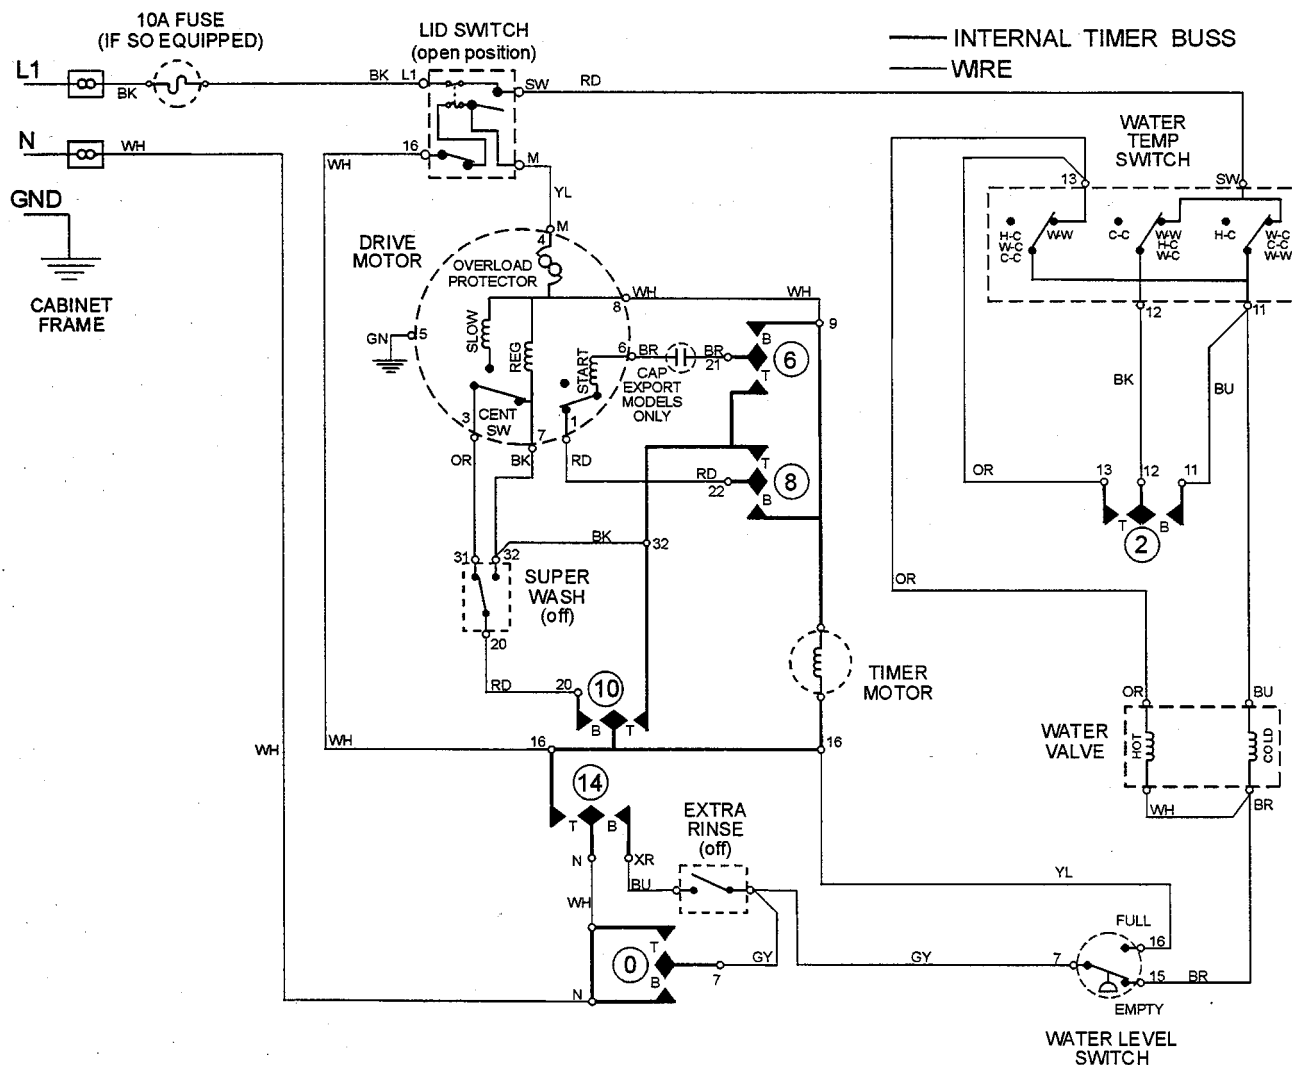 10A FUSE
(IF SO EQUIPPED)
LID SWITCH
(open position)
INTERNAL TIMER BUSS
WIRE
L1
BK
BK
L1
SW
RD
N
WH
16
WH
M
YL
WATER
TEMP
SWITCH
13
SW
GND
CABINET
FRAME
H-C
W-C
C-C
W-W
C-C
W-W
H-C
W-C
H-C
W-C
C-C
W-W
12
11
DRIVE
MOTOR
M
4
OVERLOAD
PROTECTOR
WH
8
WH
9
GN
5
SLOW
REG
START
6
BR
BR
21
B
T
6
CAP
EXPORT
MODELS
ONLY
3
CENT
SW
7
1
OR
BK
RD
RD
22
T
B
8
BK
BU
OR
13
12
11
T
B
2
31
32
BK
32
SUPER
WASH
(off)
20
RD
20
10
B
T
OR
TIMER
MOTOR
OR
BU
WATER
VALVE
HOT
COLD
WH
BR
WH
WH
16
16
14
T
B
N
XR
BU
WH
EXTRA
RINSE
(off)
YL
FULL
16
T
0
B
GY
7
GY
7
15
BR
N
EMPTY
WATER LEVEL
SWITCH